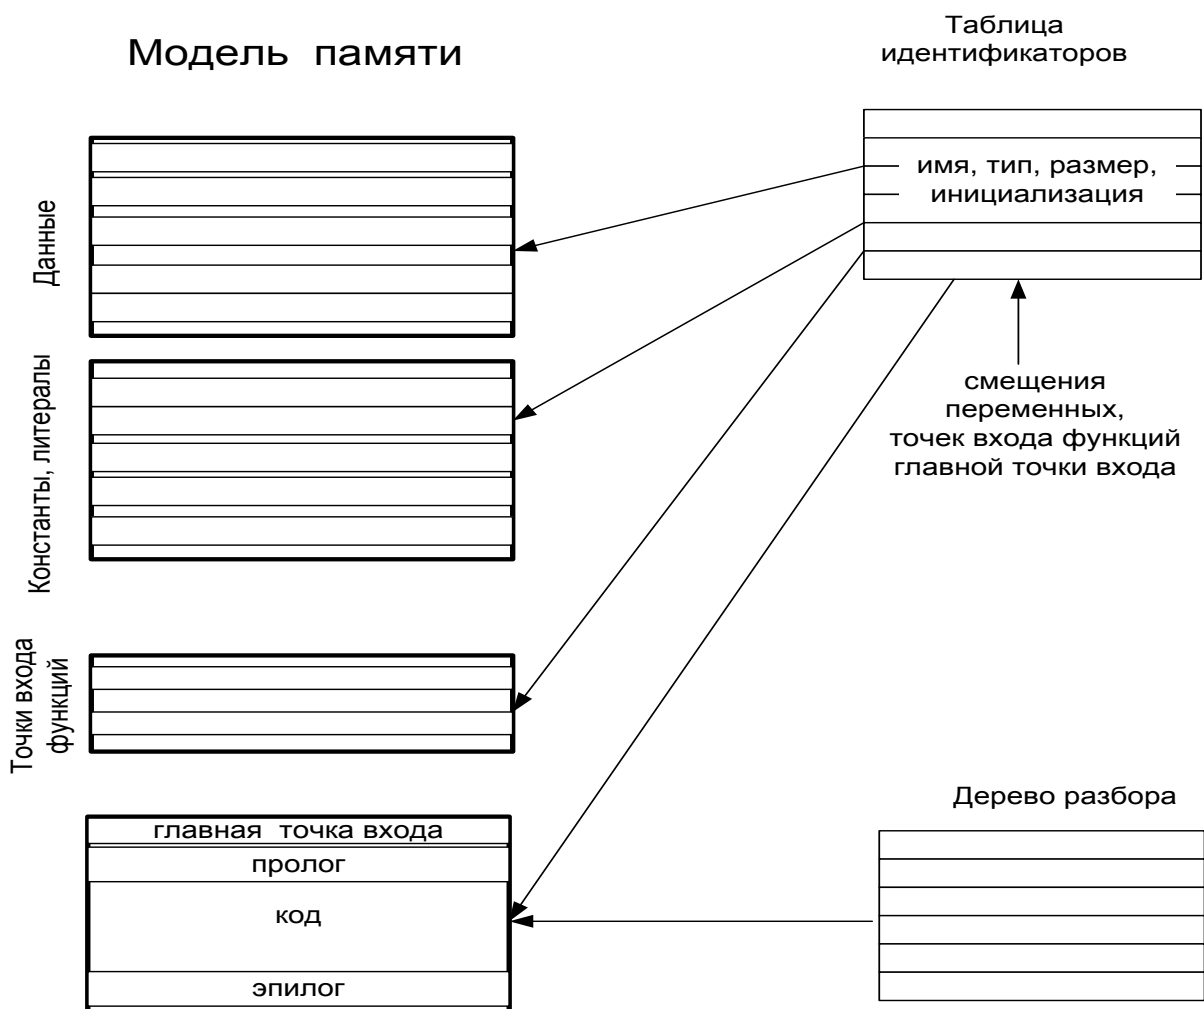 Модель памяти
Таблица
идентификаторов
имя, тип, размер,
инициализация
Данные
смещения
переменных,
точек входа функций
главной точки входа
Константы, литералы
Точки входа
функций
главная точка входа
пролог
код
эпилог
Дерево разбора